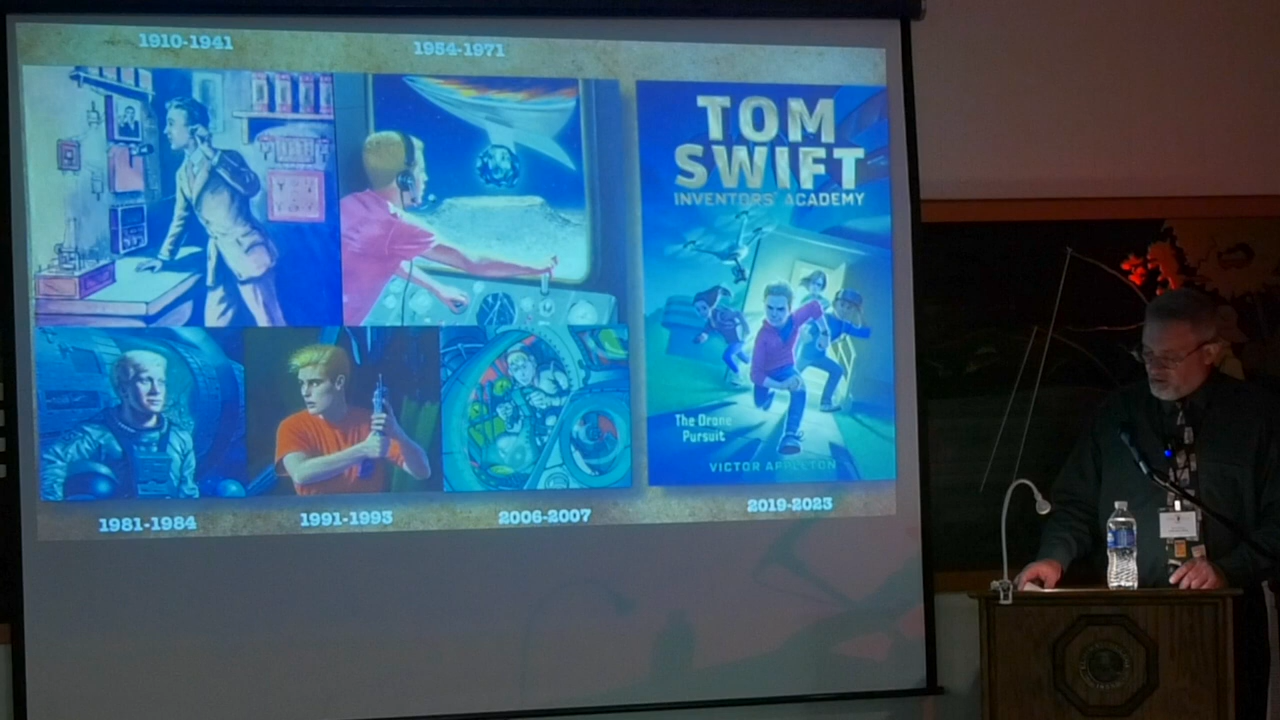 1910-1941
1954-1971
TOM
SWIFT
INVENTORS' ACADEMY
The Drone
Pursuit
VICTOR APPLETON
1981-1984
1991-1993
2006-2007
2019-2023